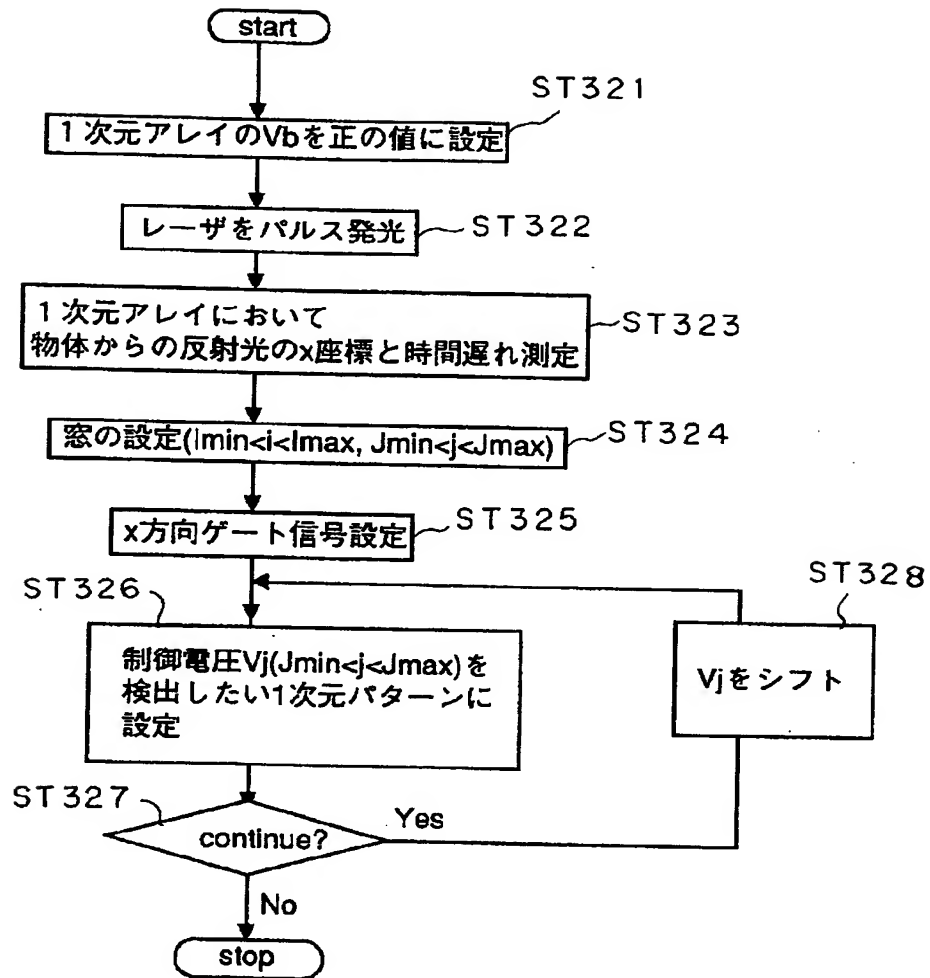 start
ST321
1次元アレイのVbを正の値に設定
レーザをパルス発光
ST322
1次元アレイにおいて
物体からの反射光のx座標と時間遅れ測定
ST323
窓の設定(Imin<i<Imax, Jmin<j<Jmax)
ST324
x方向ゲート信号設定
ST325
ST326
制御電圧Vj(Jmin<j<Jmax)を
検出したい1次元パターンに
設定
ST328
Vjをシフト
ST327
continue?
Yes
No
stop